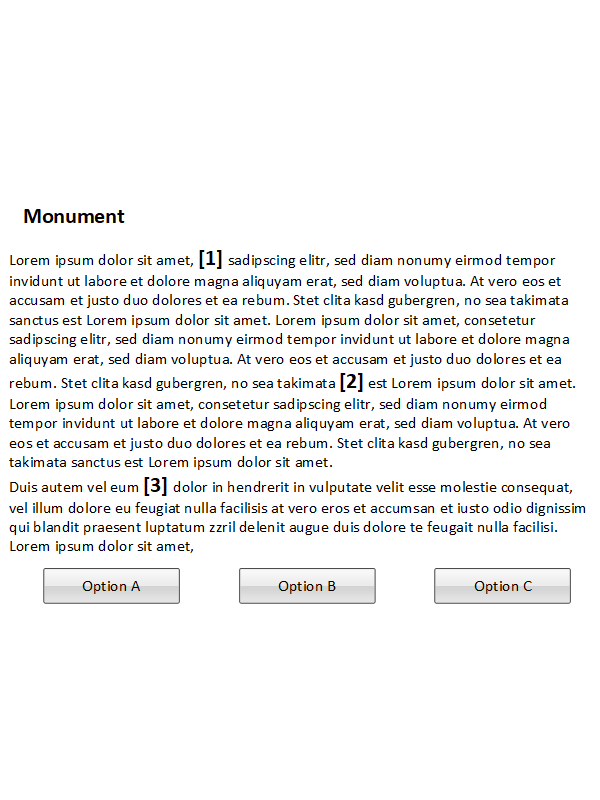 Monument
Lorem ipsum dolor sit amet, [1] sadipscing elitr, sed diam nonumy eirmod tempor
invidunt ut labore et dolore magna aliquyam erat, sed diam voluptua. At vero eos et
accusam et justo duo dolores et ea rebum. Stet clita kasd gubergren, no sea takimata
sanctus est Lorem ipsum dolor sit amet. Lorem ipsum dolor sit amet, consetetur
sadipscing elitr, sed diam nonumy eirmod tempor invidunt ut labore et dolore magna
aliquyam erat, sed diam voluptua. At vero eos et accusam et justo duo dolores et ea
rebum. Stet clita kasd gubergren, no sea takimata [2] est Lorem ipsum dolor sit amet.
Lorem ipsum dolor sit amet, consetetur sadipscing elitr, sed diam nonumy eirmod
tempor invidunt ut labore et dolore magna aliquyam erat, sed diam voluptua. At vero
eos et accusam et justo duo dolores et ea rebum. Stet clita kasd gubergren, no sea
takimata sanctus est Lorem ipsum dolor sit amet.
Duis autem vel eum [3] dolor in hendrerit in vulputate velit esse molestie consequat,
vel illum dolore eu feugiat nulla facilisis at vero eros et accumsan et iusto odio dignissim
qui blandit praesent luptatum zzril delenit augue duis dolore te feugait nulla facilisi.
Lorem ipsum dolor sit amet,
Option A Option B Option C